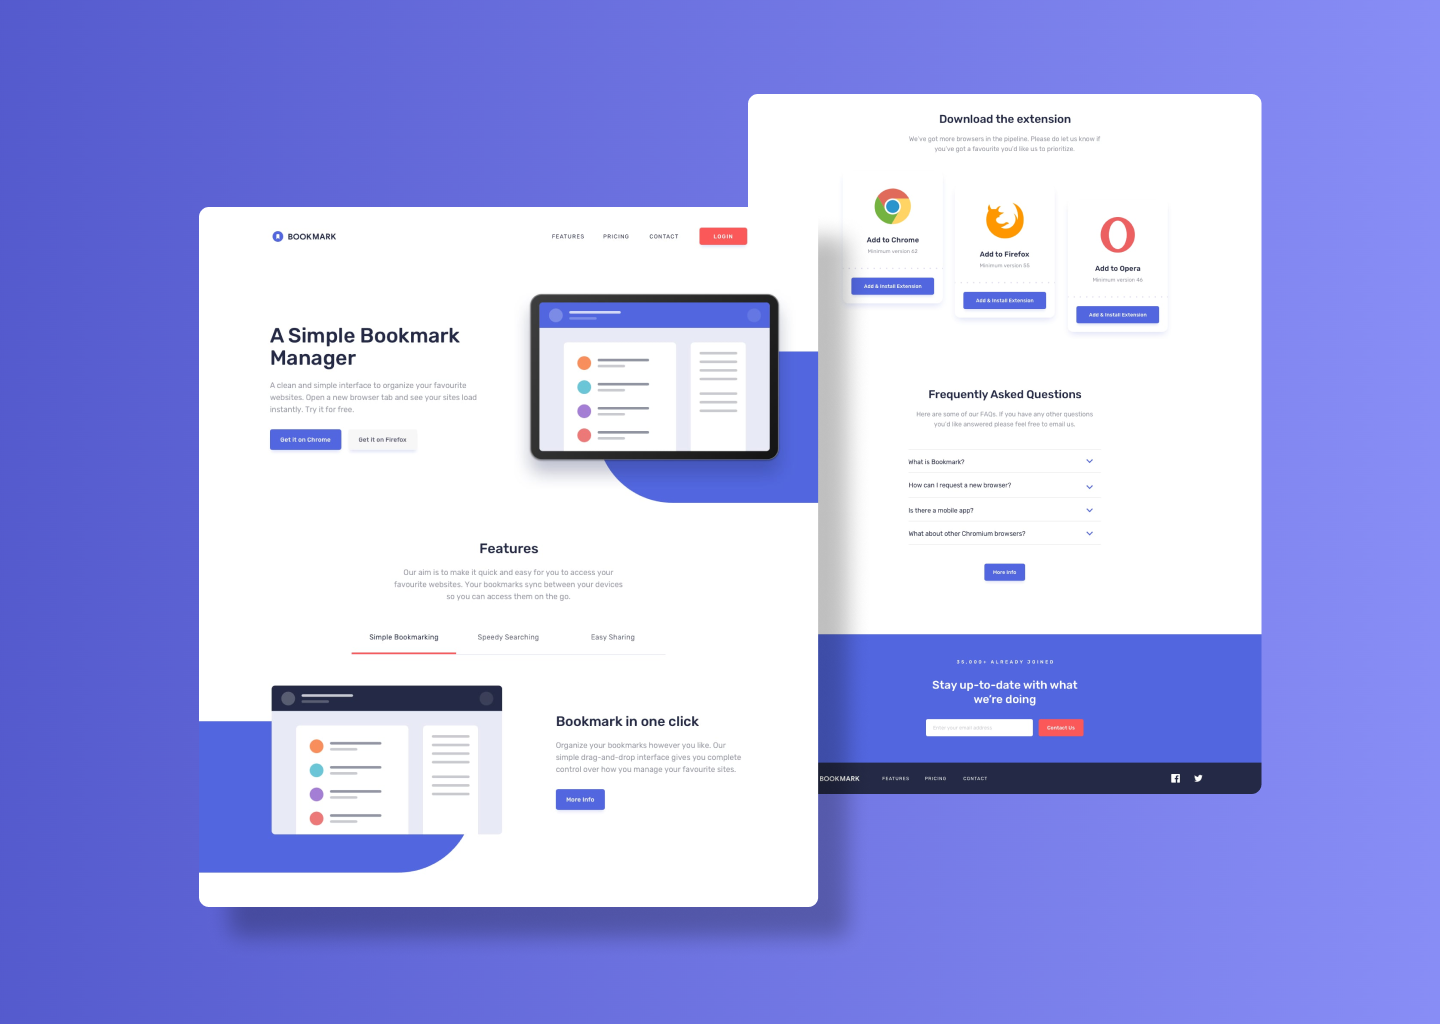 BOOKMARK
FEATURES PRICING CONTACT LOGIN
A Simple Bookmark
Manager
A clean and simple interface to organize your favourite
websites. Open a new browser tab and see your sites load
instantly. Try it for free.
Get it on Chrome Get it on Firefox
Features
Our aim is to make it quick and easy for you to access your
favourite websites. Your bookmarks sync between your devices
so you can access them on the go.
Simple Bookmarking Speedy Searching Easy Sharing
Bookmark in one click
Organize your bookmarks however you like. Our
simple drag-and-drop interface gives you complete
control over how you manage your favourite sites.
More Info
Download the extension
We've got more browsers in the pipeline. Please do let us know if
you've got a favourite you'd like us to prioritize.
Add to Chrome
Minimum version 62
Add & Install Extension
Add to Firefox
Minimum version 55
Add & Install Extension
Add to Opera
Minimum version 46
Add & Install Extension
Frequently Asked Questions
Here are some of our FAQs. If you have any other questions
you'd like answered please feel free to email us.
What is Bookmark?
How can I request a new browser?
Is there a mobile app?
What about other Chromium browsers?
More Info
35,000+ ALREADY JOINED
Stay up-to-date with what
we're doing
Enter your email address
Contact Us
BOOKMARK FEATURES PRICING CONTACT